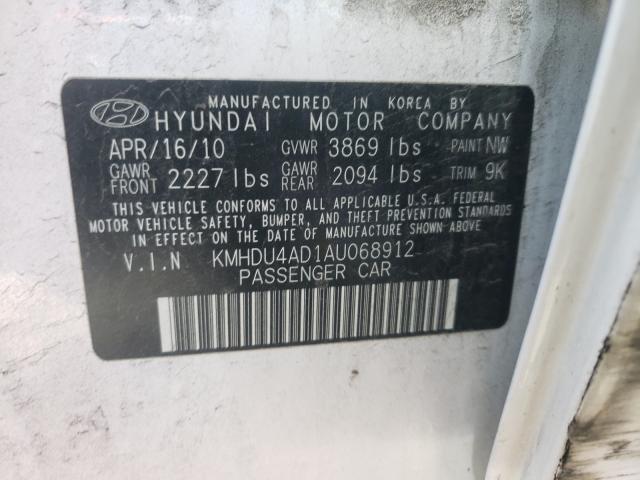 MANUFACTURED IN KOREA BY
HYUNDAI MOTOR COMPANY
APR/16/10 GVWR 3869 lbs PAINT NW
GAWR FRONT 2227 lbs GAWR REAR 2094 lbs TRIM 9K
THIS VEHICLE CONFORMS TO ALL APPLICABLE U.S.A. FEDERAL
MOTOR VEHICLE SAFETY, BUMPER, AND THEFT PREVENTION STANDARDS
IN EFFECT ON THE DATE OF MANUFACTURE SHOWN ABOVE
V.I.N KMHDU4AD1AU068912
PASSENGER CAR